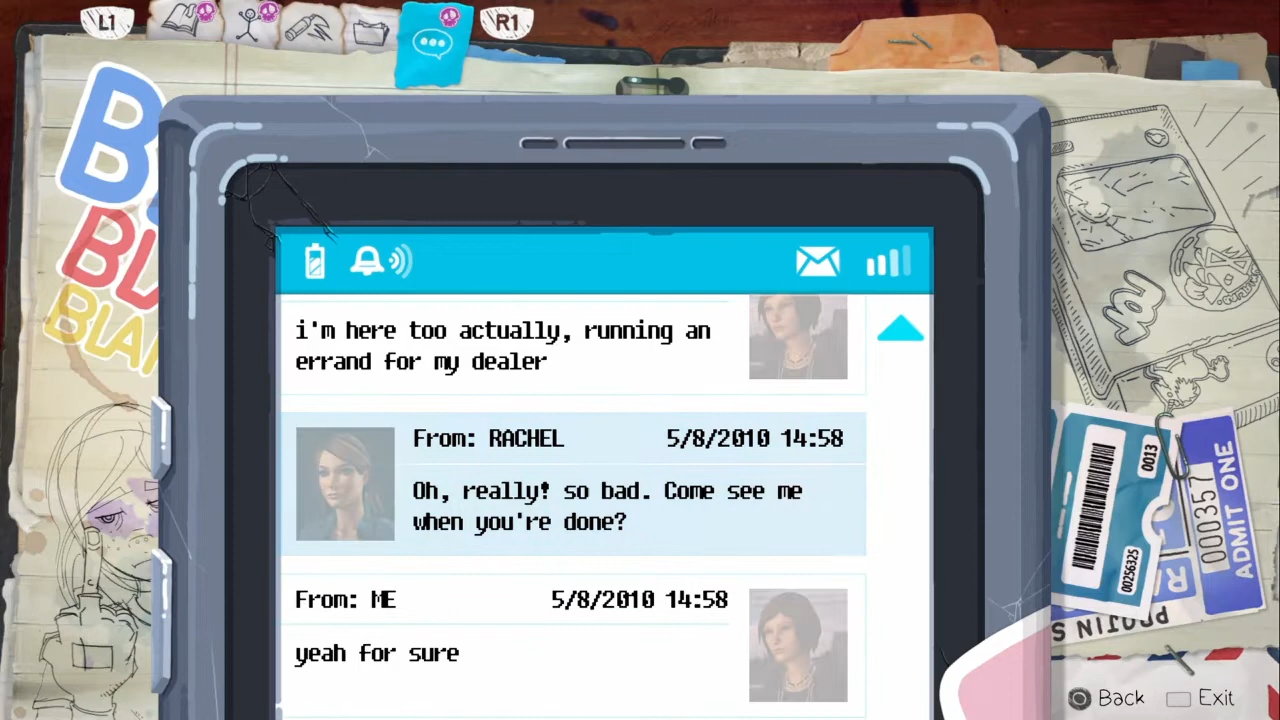 L1
R1
i'm here too actually, running an
errand for my dealer
From: RACHEL
5/8/2010 14:58
Oh, really! so bad. Come see me
when you're done?
From: ME
5/8/2010 14:58
yeah for sure
0013
00256325
000357
ADMIT ONE
Back
Exit